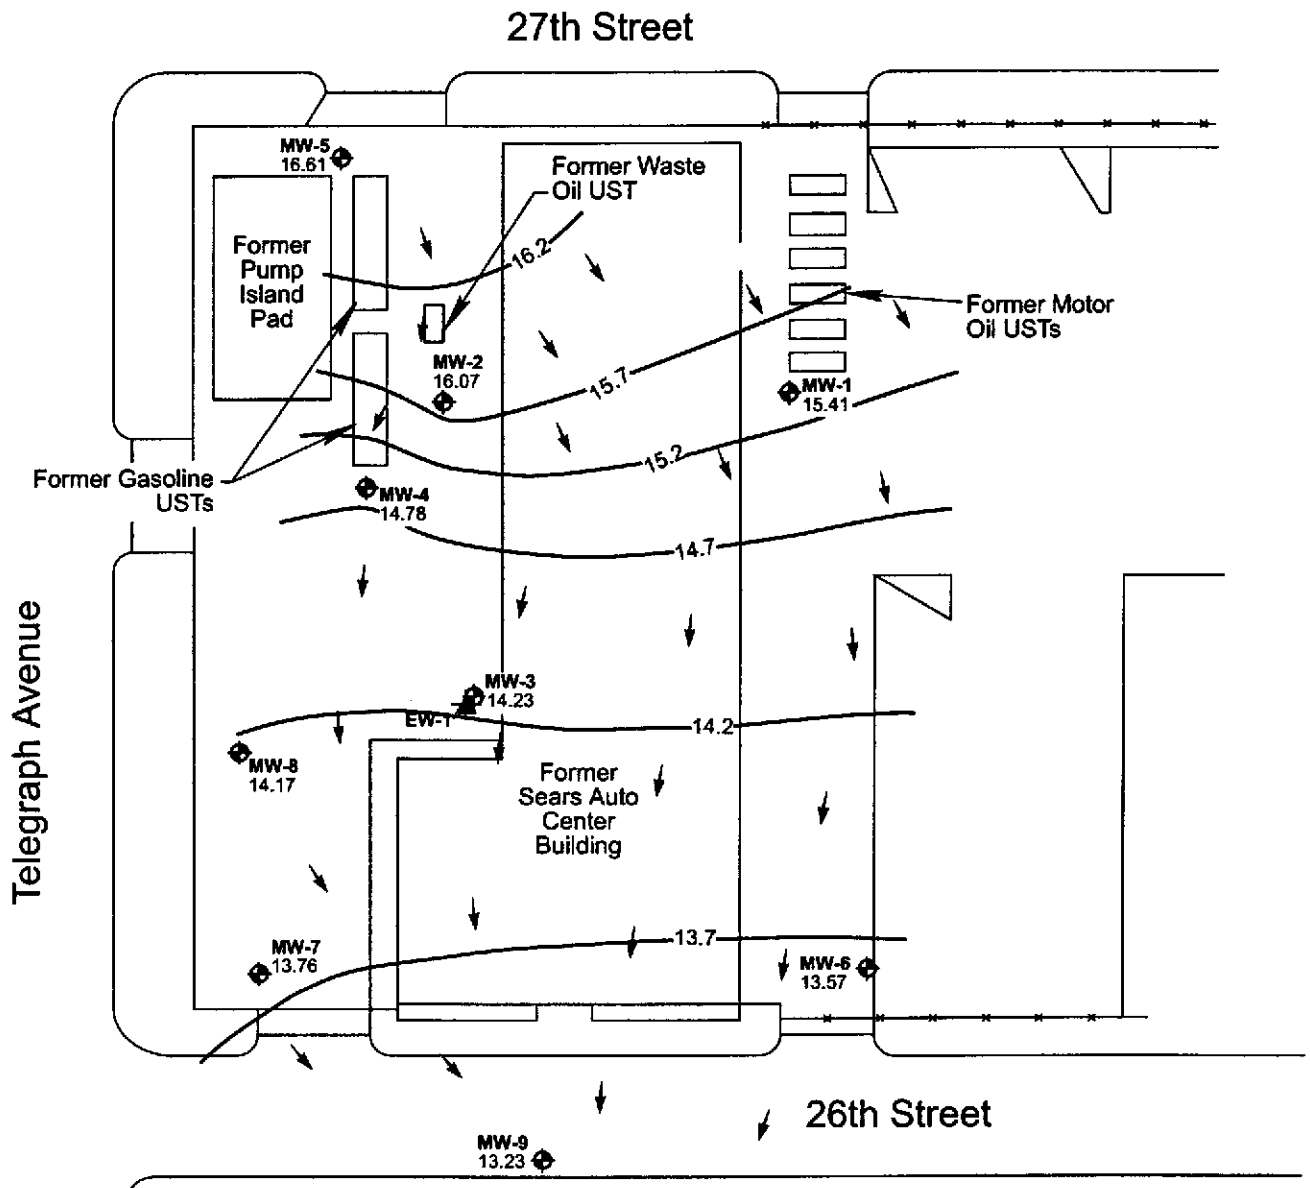 27th Street
MW-5
16.61
Former Waste
Oil UST
Former
Pump
Island
Pad
16.2
Former Motor
Oil USTs
MW-2
16.07
15.7
MW-1
15.41
15.2
Former Gasoline
USTs
MW-4
14.78
14.7
Telegraph Avenue
MW-3
14.23
EW-1
14.2
MW-8
14.17
Former
Sears Auto
Center
Building
13.7
MW-7
13.76
MW-6
13.57
26th Street
MW-9
13.23